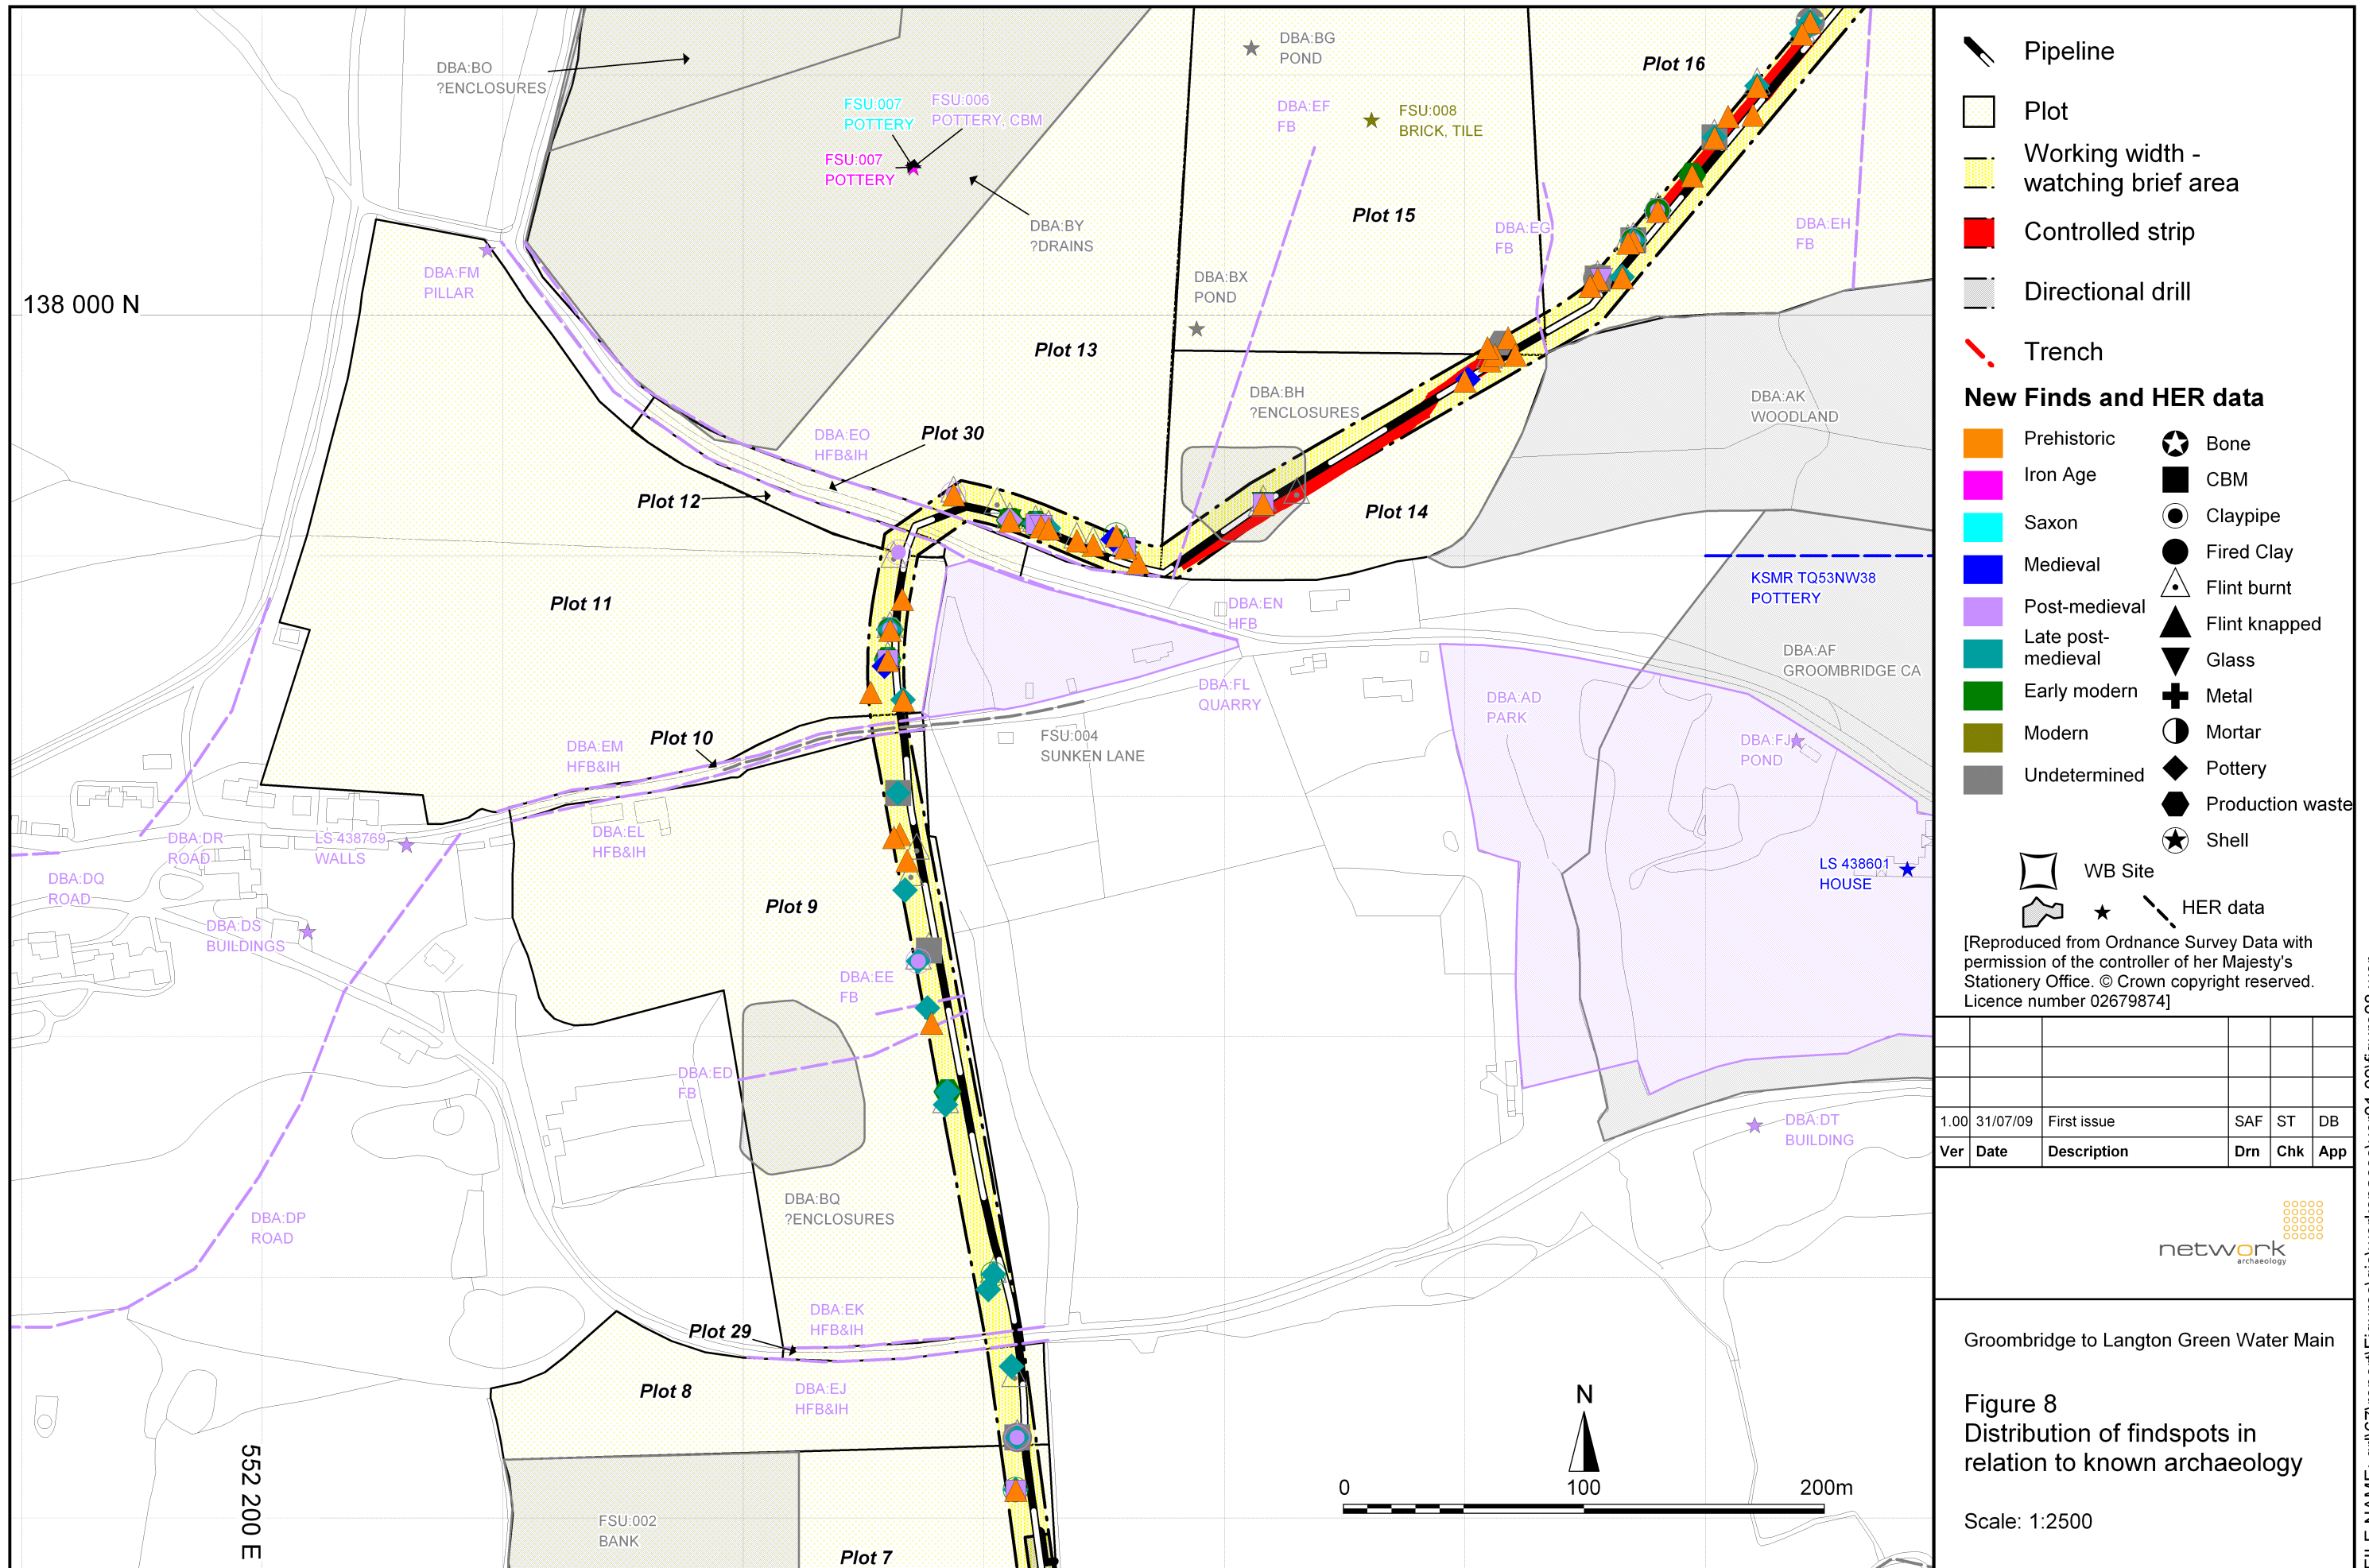 DBA:BO
?ENCLOSURES
FSU:007
POTTERY
FSU:006
POTTERY, CBM
FSU:007
POTTERY
DBA:BY
?DRAINS
DBA:BG
POND
DBA:EF
FB
FSU:008
BRICK, TILE
Plot 16
Plot 15
DBA:EG
FB
DBA:EH
FB
DBA:FM
PILLAR
138 000 N
DBA:BX
POND
Plot 13
DBA:BH
?ENCLOSURES
DBA:AK
WOODLAND
DBA:EO
HFB&IH
Plot 30
Plot 12
Plot 14
Plot 11
KSMR TQ53NW38
POTTERY
DBA:EN
HFB
DBA:AF
GROOMBRIDGE CA
DBA:FL
QUARRY
DBA:AD
PARK
DBA:FJ
POND
DBA:EM
HFB&IH
Plot 10
FSU:004
SUNKEN LANE
DBA:DR
ROAD
LS 438769
WALLS
DBA:EL
HFB&IH
DBA:DQ
ROAD
LS 438601
HOUSE
DBA:DS
BUILDINGS
Plot 9
DBA:EE
FB
DBA:ED
FB
DBA:DT
BUILDING
DBA:DP
ROAD
DBA:BQ
?ENCLOSURES
DBA:EK
HFB&IH
Plot 29
DBA:EJ
HFB&IH
Plot 8
552 200 E
FSU:002
BANK
Plot 7
N
0 100 200m
Pipeline
Plot
Working width -
watching brief area
Controlled strip
Directional drill
Trench
New Finds and HER data
Prehistoric
Iron Age
Saxon
Medieval
Post-medieval
Late post-
medieval
Early modern
Modern
Undetermined
Bone
CBM
Claypipe
Fired Clay
Flint burnt
Flint knapped
Glass
Metal
Mortar
Pottery
Production waste
Shell
WB Site
HER data
[Reproduced from Ordnance Survey Data with
permission of the controller of her Majesty's
Stationery Office. © Crown copyright reserved.
Licence number 02679874]
1.00 31/07/09 First issue SAF ST DB
Ver Date Description Drn Chk App
network
archaeology
Groombridge to Langton Green Water Main
Figure 8
Distribution of findspots in
relation to known archaeology
Scale: 1:2500